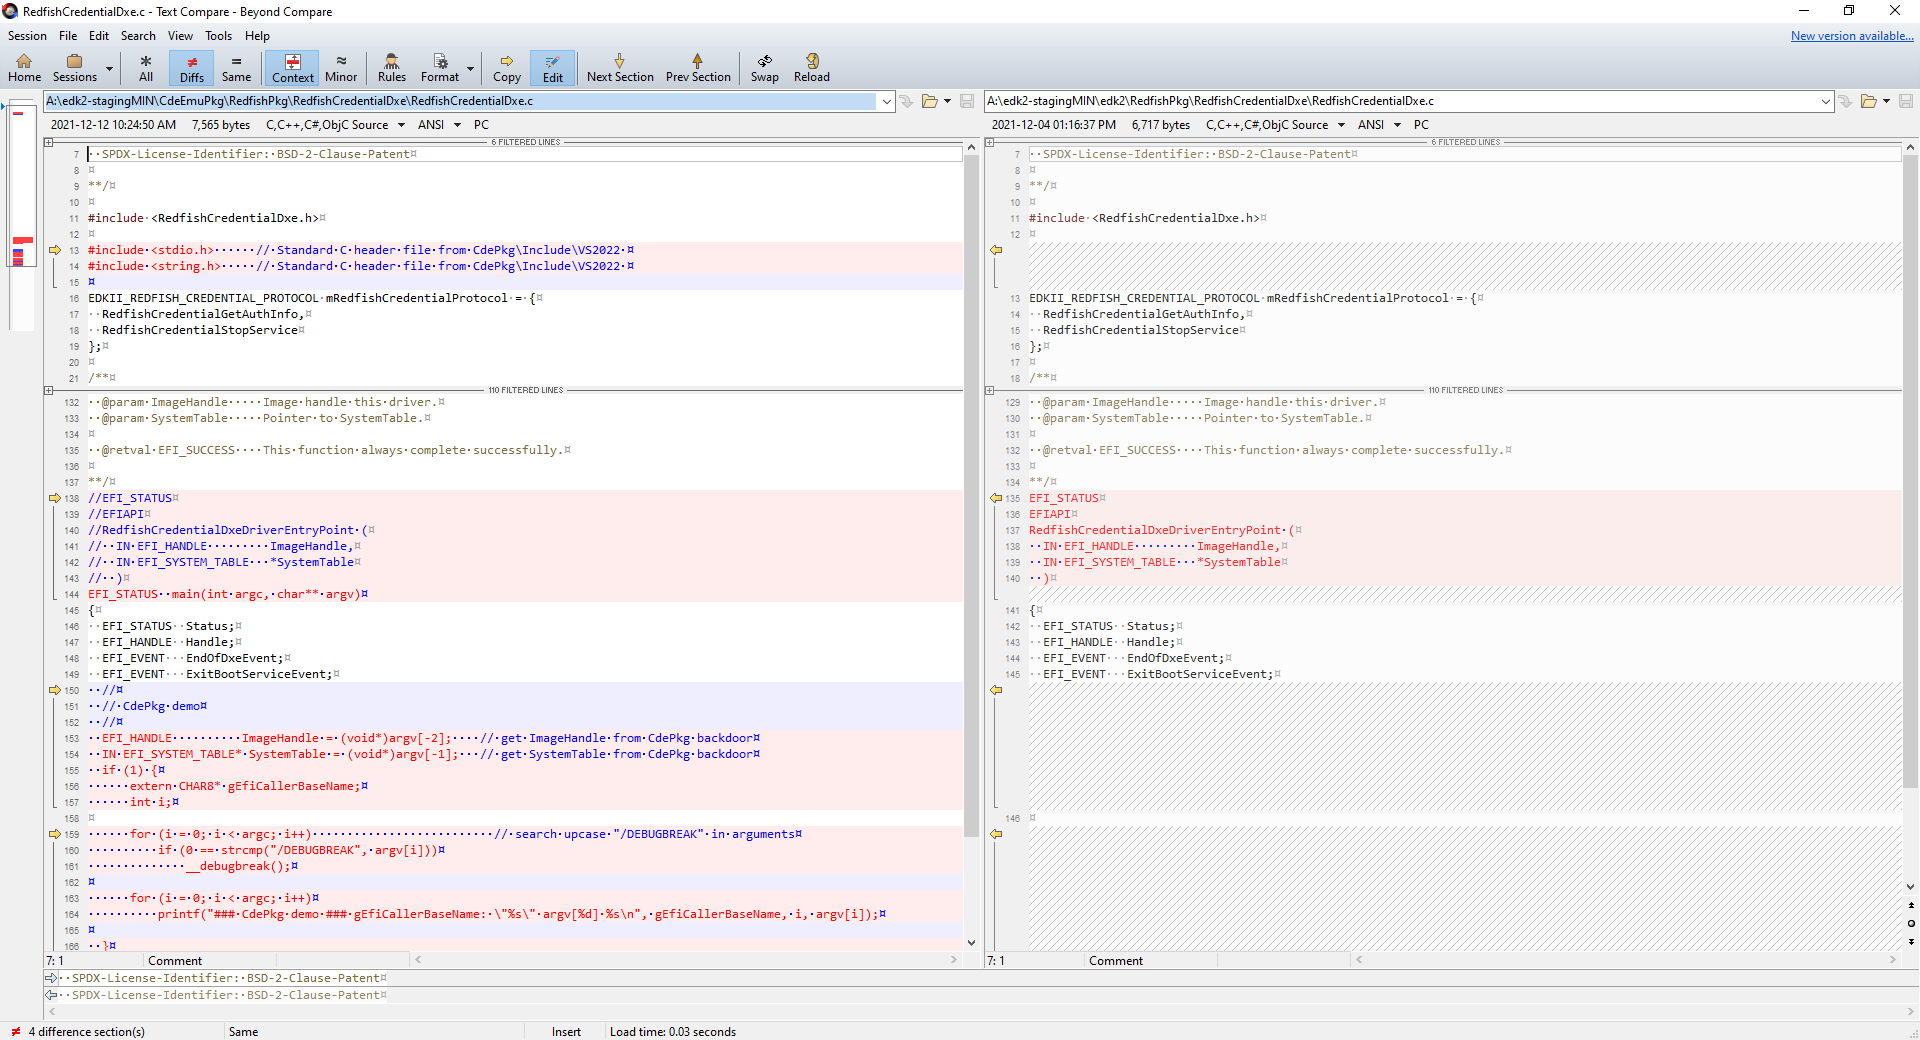 RedfishCredentialDxe.c - Text Compare - Beyond Compare
Session File Edit Search View Tools Help
New version available...
Home Sessions All Diffs Same Context Minor Rules Format Copy Edit Next Section Prev Section Swap Reload
A:\edk2-stagingMIN\CdeEmuPkg\RedfishPkg\RedfishCredentialDxe\RedfishCredentialDxe.c
2021-12-12 10:24:50 AM 7,565 bytes C,C++,C#,ObjC Source ANSI PC
6 FILTERED LINES
7 ··SPDX-License-Identifier:·BSD-2-Clause-Patent¤
8 ¤
9 **/¤
10 ¤
11 #include·<RedfishCredentialDxe.h>¤
12 ¤
13 #include·<stdio.h>······//·Standard·C·header·file·from·CdePkg\Include\VS2022·¤
14 #include·<string.h>·····//·Standard·C·header·file·from·CdePkg\Include\VS2022·¤
15 ¤
16 EDKII_REDFISH_CREDENTIAL_PROTOCOL·mRedfishCredentialProtocol·=·{¤
17 ··RedfishCredentialGetAuthInfo,¤
18 ··RedfishCredentialStopService¤
19 };¤
20 ¤
21 /**¤
110 FILTERED LINES
132 ··@param·ImageHandle·····Image·handle·this·driver.¤
133 ··@param·SystemTable·····Pointer·to·SystemTable.¤
134 ¤
135 ··@retval·EFI_SUCCESS····This·function·always·complete·successfully.¤
136 ¤
137 **/¤
138 //EFI_STATUS¤
139 //EFIAPI¤
140 //RedfishCredentialDxeDriverEntryPoint·(¤
141 //··IN·EFI_HANDLE·········ImageHandle,¤
142 //··IN·EFI_SYSTEM_TABLE···*SystemTable¤
143 //··)¤
144 EFI_STATUS··main(int·argc,·char**·argv)¤
145 {¤
146 ··EFI_STATUS··Status;¤
147 ··EFI_HANDLE··Handle;¤
148 ··EFI_EVENT···EndOfDxeEvent;¤
149 ··EFI_EVENT···ExitBootServiceEvent;¤
150 ··//¤
151 ··//·CdePkg·demo¤
152 ··//¤
153 ··EFI_HANDLE··········ImageHandle·=·(void*)argv[-2];····//·get·ImageHandle·from·CdePkg·backdoor¤
154 ··IN·EFI_SYSTEM_TABLE*·SystemTable·=·(void*)argv[-1];···//·get·SystemTable·from·CdePkg·backdoor¤
155 ··if·(1)·{¤
156 ······extern·CHAR8*·gEfiCallerBaseName;¤
157 ······int·i;¤
158 ¤
159 ······for·(i·=·0;·i·<·argc;·i++)··························//·search·upcase·"/DEBUGBREAK"·in·arguments¤
160 ··········if·(0·==·strcmp("/DEBUGBREAK",·argv[i]))¤
161 ··············__debugbreak();¤
162 ¤
163 ······for·(i·=·0;·i·<·argc;·i++)¤
164 ··········printf("###·CdePkg·demo·###·gEfiCallerBaseName:·\"%s\"·argv[%d]·%s\n",·gEfiCallerBaseName,·i,·argv[i]);¤
165 ¤
166 ··}¤
7: 1 Comment
A:\edk2-stagingMIN\edk2\RedfishPkg\RedfishCredentialDxe\RedfishCredentialDxe.c
2021-12-04 01:16:37 PM 6,717 bytes C,C++,C#,ObjC Source ANSI PC
6 FILTERED LINES
7 ··SPDX-License-Identifier:·BSD-2-Clause-Patent¤
8 ¤
9 **/¤
10 ¤
11 #include·<RedfishCredentialDxe.h>¤
12 ¤
13 EDKII_REDFISH_CREDENTIAL_PROTOCOL·mRedfishCredentialProtocol·=·{¤
14 ··RedfishCredentialGetAuthInfo,¤
15 ··RedfishCredentialStopService¤
16 };¤
17 ¤
18 /**¤
110 FILTERED LINES
129 ··@param·ImageHandle·····Image·handle·this·driver.¤
130 ··@param·SystemTable·····Pointer·to·SystemTable.¤
131 ¤
132 ··@retval·EFI_SUCCESS····This·function·always·complete·successfully.¤
133 ¤
134 **/¤
135 EFI_STATUS¤
136 EFIAPI¤
137 RedfishCredentialDxeDriverEntryPoint·(¤
138 ··IN·EFI_HANDLE·········ImageHandle,¤
139 ··IN·EFI_SYSTEM_TABLE···*SystemTable¤
140 ··)¤
141 {¤
142 ··EFI_STATUS··Status;¤
143 ··EFI_HANDLE··Handle;¤
144 ··EFI_EVENT···EndOfDxeEvent;¤
145 ··EFI_EVENT···ExitBootServiceEvent;¤
146 ¤
7: 1 Comment
··SPDX-License-Identifier:·BSD-2-Clause-Patent¤
··SPDX-License-Identifier:·BSD-2-Clause-Patent¤
4 difference section(s) Same Insert Load time: 0.03 seconds